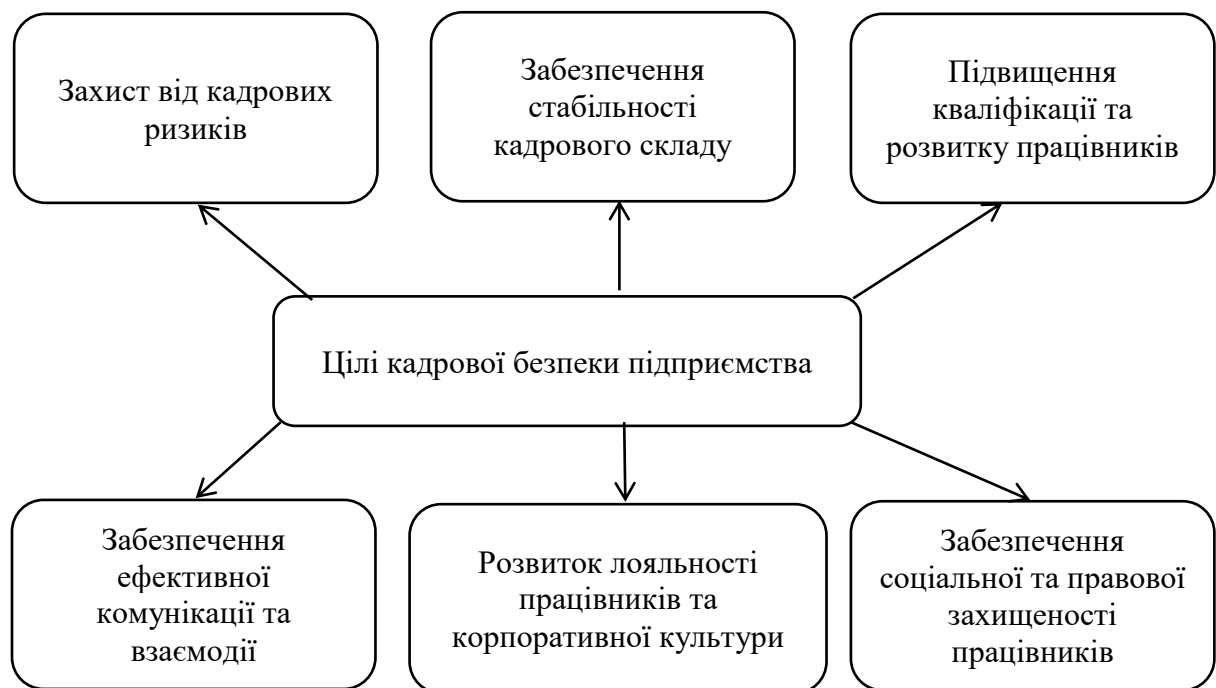 Захист від кадрових
ризиків
Забезпечення
стабільності
кадрового складу
Підвищення
кваліфікації та
розвитку працівників
Цілі кадрової безпеки підприємства
Забезпечення
ефективної
комунікації та
взаємодії
Розвиток лояльності
працівників та
корпоративної культури
Забезпечення
соціальної та правової
захищеності
працівників